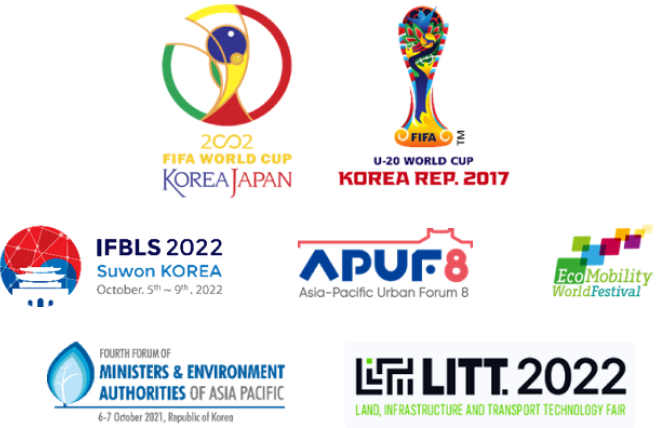 2002
FIFA WORLD CUP
KOREA JAPAN
FIFA
TM
U-20 WORLD CUP
KOREA REP. 2017
IFBLS 2022
Suwon KOREA
October. 5th ~ 9th. 2022
APUF8
Asia-Pacific Urban Forum 8
EcoMobility
WorldFestival
FOURTH FORUM OF
MINISTERS & ENVIRONMENT
AUTHORITIES OF ASIA PACIFIC
6-7 October 2021, Republic of Korea
LITT. 2022
LAND, INFRASTRUCTURE AND TRANSPORT TECHNOLOGY FAIR